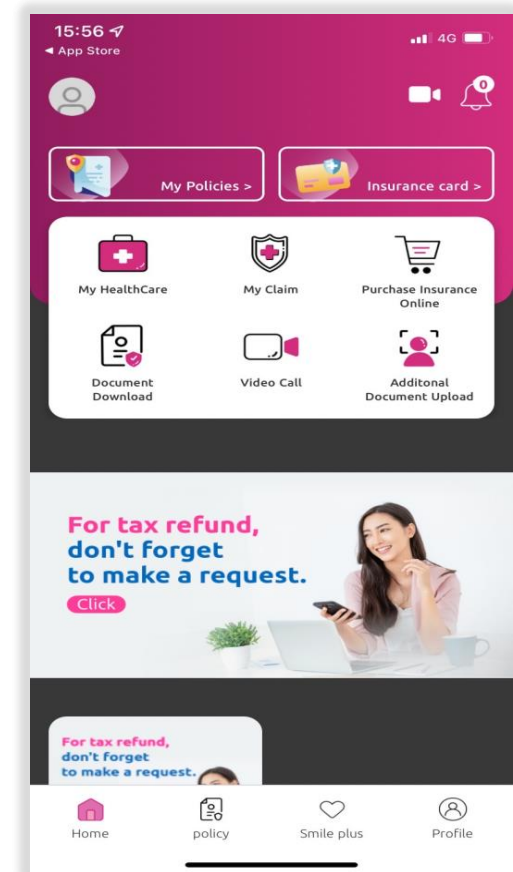 15:56
4G
◀ App Store
0
My Policies >
Insurance card >
My HealthCare
My Claim
Purchase Insurance
Online
Document
Download
Video Call
Additonal
Document Upload
For tax refund,
don't forget
to make a request.
Click
For tax refund,
don't forget
to make a request.
Home
policy
Smile plus
Profile